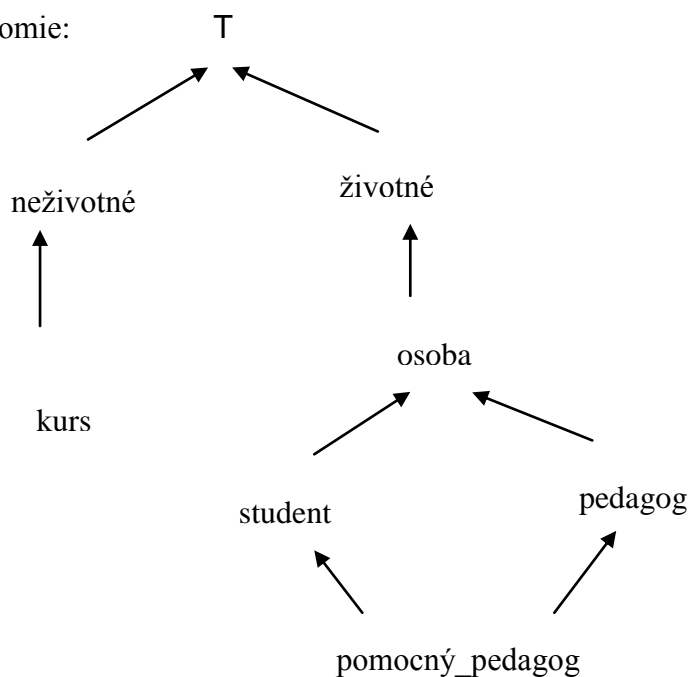 omie: T
neživotné životné
osoba
kurs
student pedagog
pomocný_pedagog